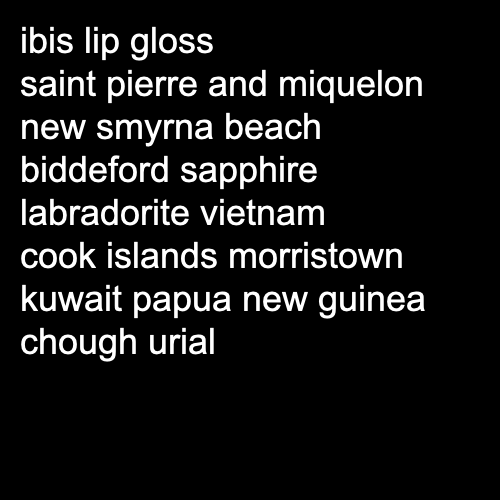 ibis lip gloss
saint pierre and miquelon
new smyrna beach
biddeford sapphire
labradorite vietnam
cook islands morristown
kuwait papua new guinea
chough urial